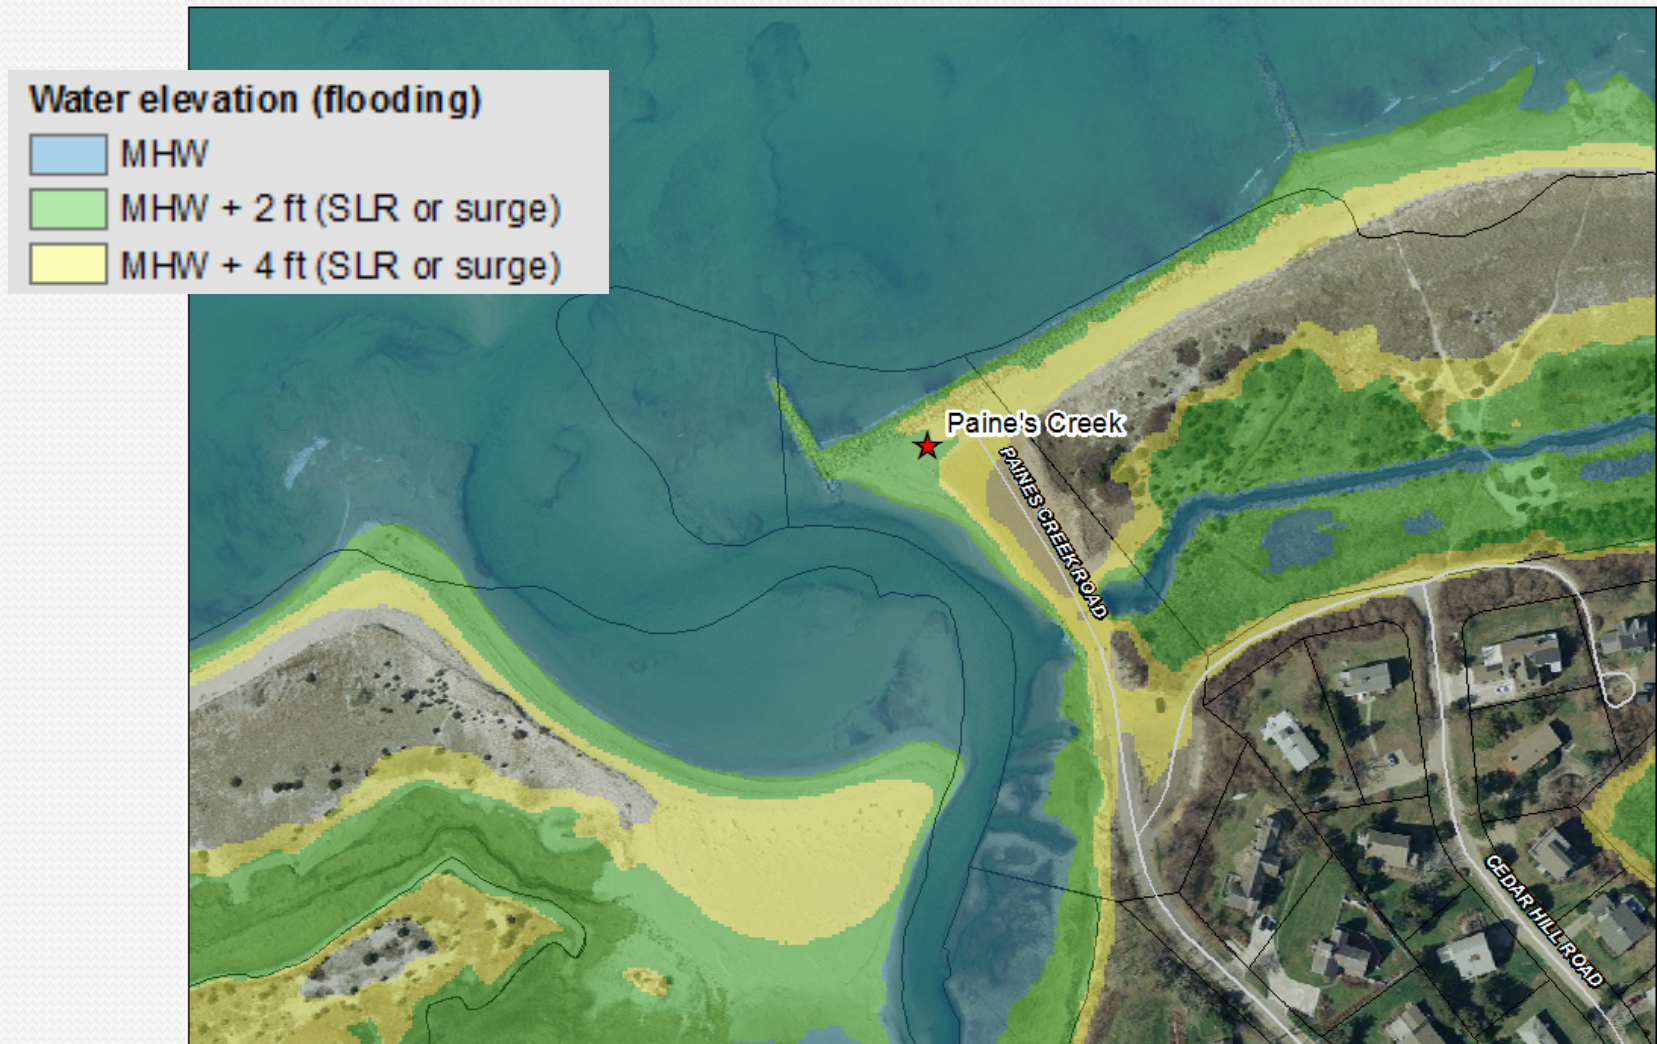 Water elevation (flooding)
MHW
MHW + 2 ft (SLR or surge)
MHW + 4 ft (SLR or surge)
Paine's Creek
PAINES CREEK ROAD
CEDAR HILL ROAD